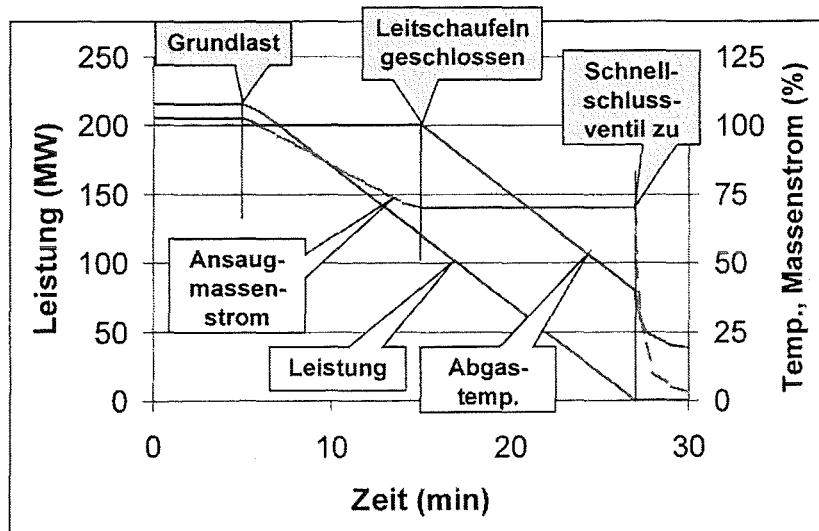 Grundlast
Leitschaufeln
geschlossen
Schnell-
schluss-
ventil zu
Leistung (MW)
250
200
150
100
50
0
Ansaug-
massen-
strom
Leistung
Abgas-
temp.
125
100
75
50
25
0
Temp., Massenstrom (%)
0
10
20
30
Zeit (min)